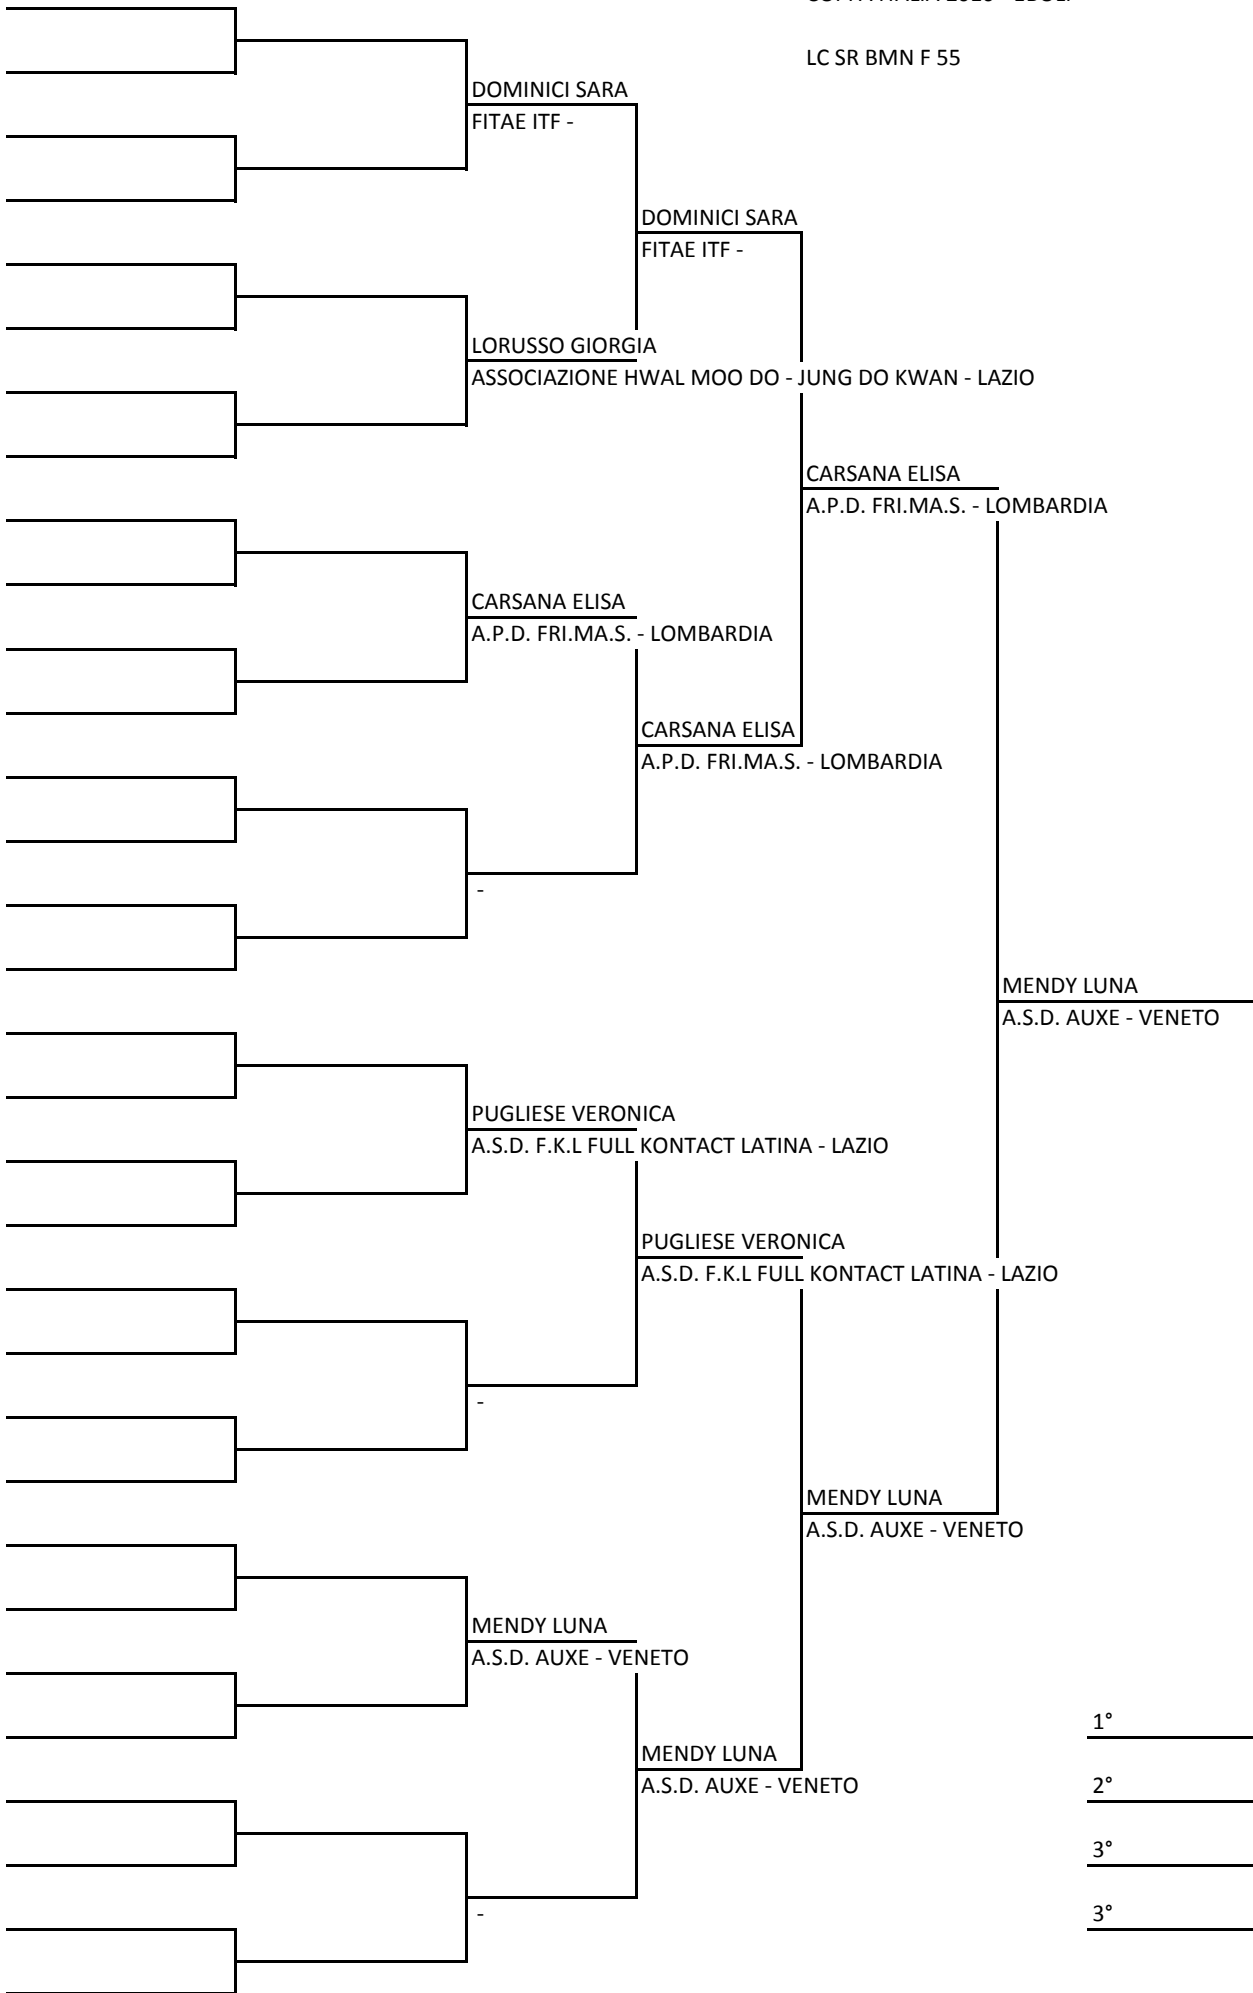 LC SR BMN F 55
DOMINICI SARA
FITAE ITF -
DOMINICI SARA
FITAE ITF -
LORUSSO GIORGIA
ASSOCIAZIONE HWAL MOO DO - JUNG DO KWAN - LAZIO
CARSANA ELISA
A.P.D. FRI.MA.S. - LOMBARDIA
CARSANA ELISA
A.P.D. FRI.MA.S. - LOMBARDIA
CARSANA ELISA
A.P.D. FRI.MA.S. - LOMBARDIA
-
MENDY LUNA
A.S.D. AUXE - VENETO
PUGLIESE VERONICA
A.S.D. F.K.L FULL KONTACT LATINA - LAZIO
PUGLIESE VERONICA
A.S.D. F.K.L FULL KONTACT LATINA - LAZIO
-
MENDY LUNA
A.S.D. AUXE - VENETO
MENDY LUNA
A.S.D. AUXE - VENETO
1°
MENDY LUNA
A.S.D. AUXE - VENETO
2°
3°
3°
-